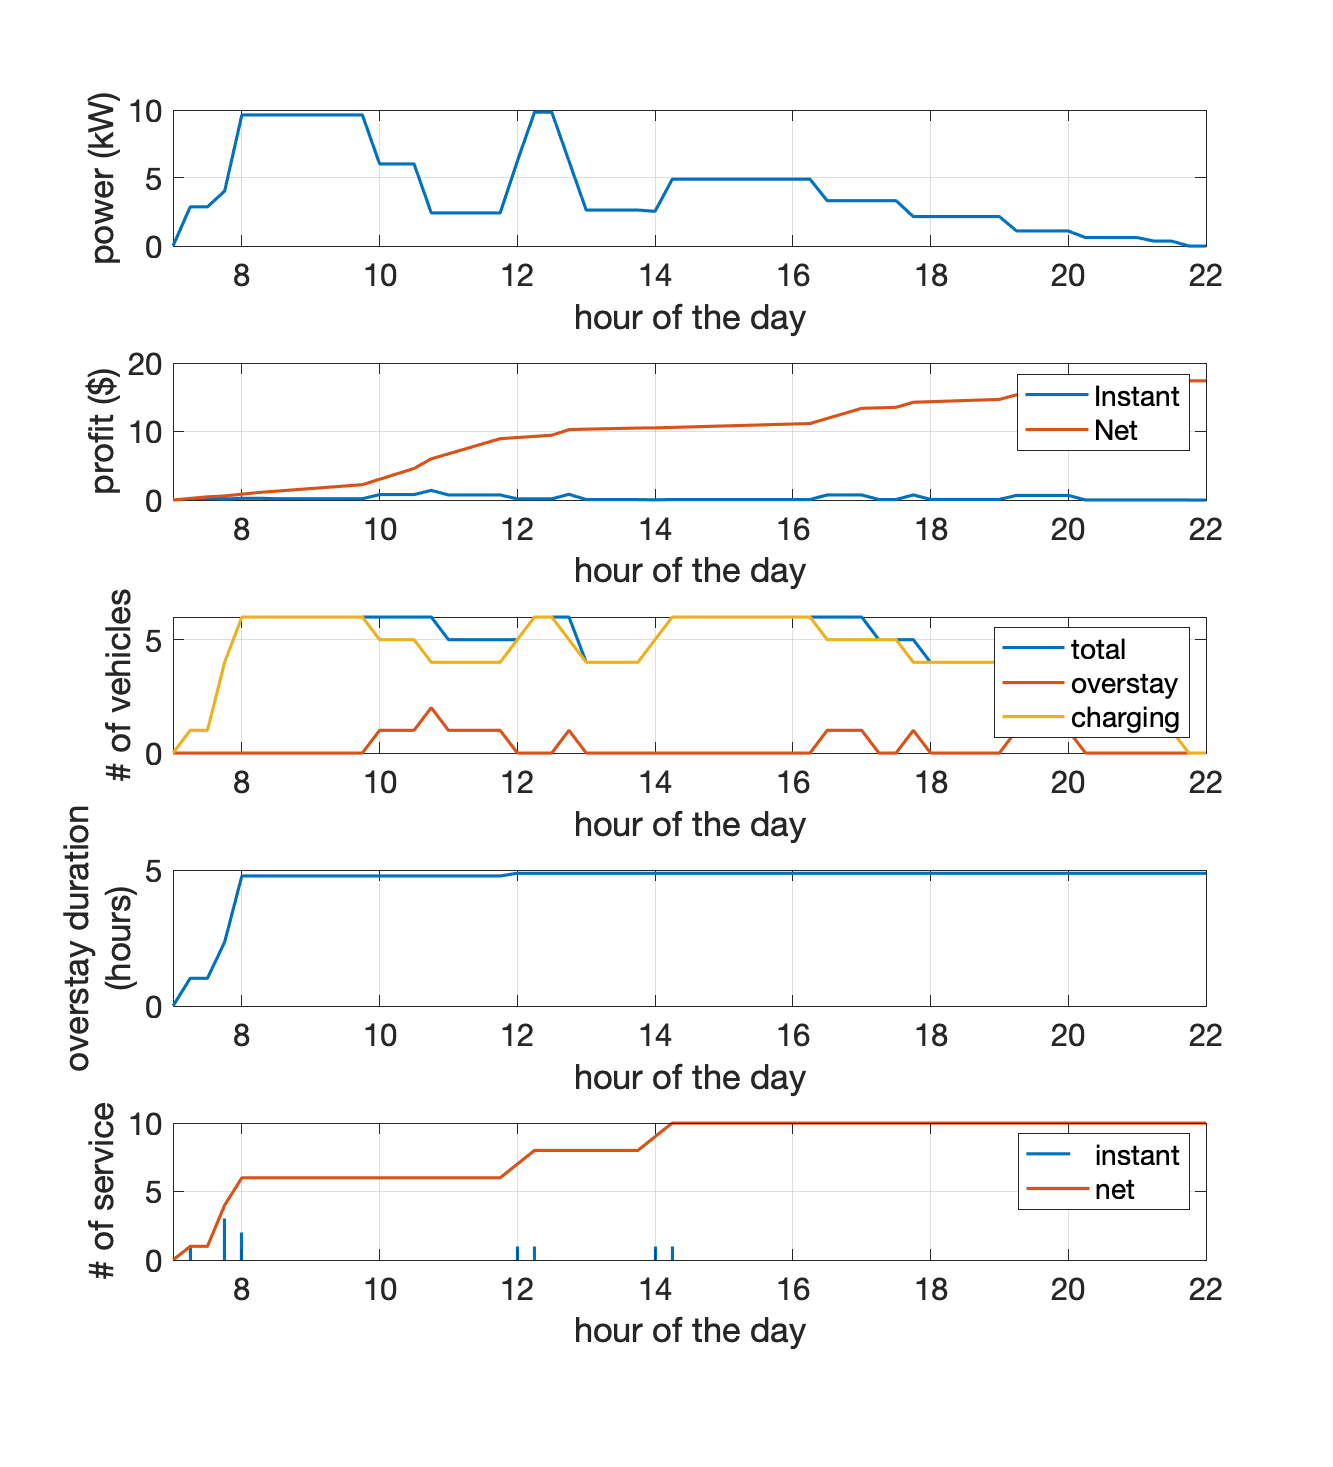 power (kW)
10
5
0
8 10 12 14 16 18 20 22
hour of the day
profit ($)
20
10
0
Instant
Net
8 10 12 14 16 18 20 22
hour of the day
# of vehicles
5
0
total
overstay
charging
8 10 12 14 16 18 20 22
hour of the day
overstay duration
(hours)
5
0
8 10 12 14 16 18 20 22
hour of the day
# of service
10
5
0
instant
net
8 10 12 14 16 18 20 22
hour of the day